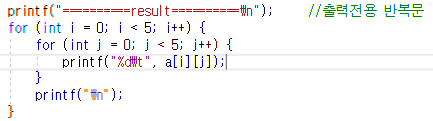 printf("==========result==========₩n");    //출력전용 반복문
for (int i = 0; i < 5; i++) {
    for (int j = 0; j < 5; j++) {
        printf("%d₩t", a[i][j]);
    }
    printf("₩n");
}